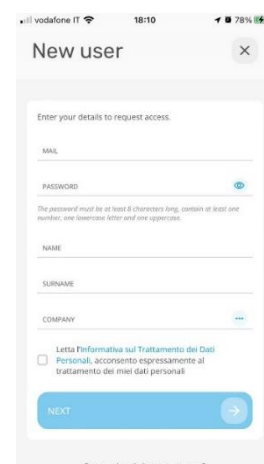 vodafone IT 18:10 78%
New user
Enter your details to request access.
MAIL
PASSWORD
The password must be at least 8 characters long, contain at least one
number, one lowercase letter and one uppercase.
NAME
SURNAME
COMPANY
Letta l'Informativa sul Trattamento dei Dati
Personali, acconsento espressamente al
trattamento dei miei dati personali
NEXT